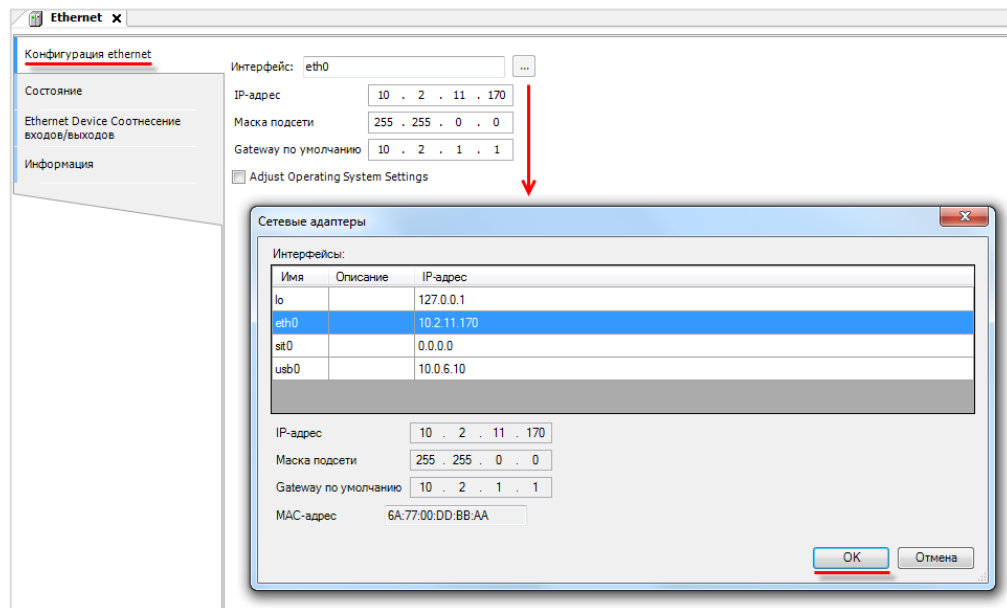 Ethernet X
Конфигурация ethernet
Состояние
Ethernet Device Соотнесение
входов/выходов
Информация
Интерфейс: eth0 ...
IP-адрес 10 . 2 . 11 . 170
Маска подсети 255 . 255 . 0 . 0
Gateway по умолчанию 10 . 2 . 1 . 1
Adjust Operating System Settings
Сетевые адаптеры
Интерфейсы:
Имя Описание IP-адрес
lo 127.0.0.1
eth0 10.2.11.170
sit0 0.0.0.0
usb0 10.0.6.10
IP-адрес 10 . 2 . 11 . 170
Маска подсети 255 . 255 . 0 . 0
Gateway по умолчанию 10 . 2 . 1 . 1
MAC-адрес 6A:77:00:DD:BB:AA
OK Отмена